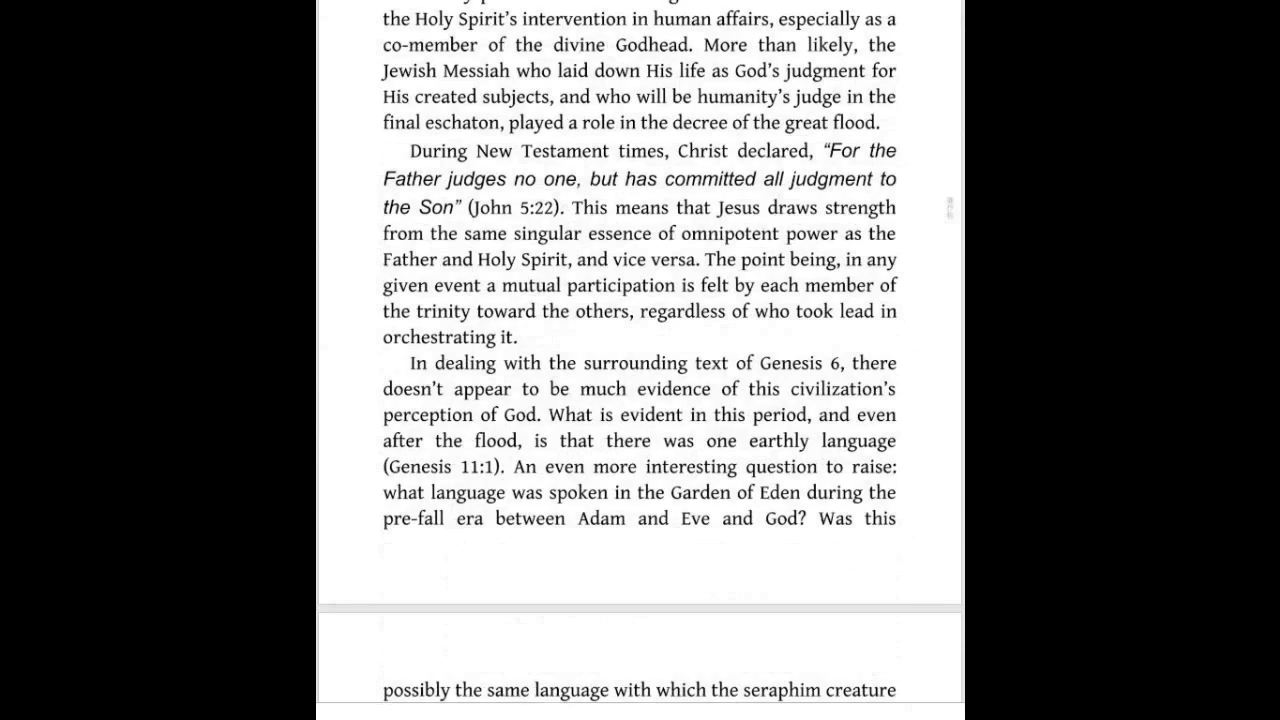 the Holy Spirit’s intervention in human affairs, especially as a
co-member of the divine Godhead. More than likely, the
Jewish Messiah who laid down His life as God’s judgment for
His created subjects, and who will be humanity’s judge in the
final eschaton, played a role in the decree of the great flood.
During New Testament times, Christ declared, “For the
Father judges no one, but has committed all judgment to
the Son” (John 5:22). This means that Jesus draws strength
from the same singular essence of omnipotent power as the
Father and Holy Spirit, and vice versa. The point being, in any
given event a mutual participation is felt by each member of
the trinity toward the others, regardless of who took lead in
orchestrating it.
In dealing with the surrounding text of Genesis 6, there
doesn’t appear to be much evidence of this civilization’s
perception of God. What is evident in this period, and even
after the flood, is that there was one earthly language
(Genesis 11:1). An even more interesting question to raise:
what language was spoken in the Garden of Eden during the
pre-fall era between Adam and Eve and God? Was this
possibly the same language with which the seraphim creature